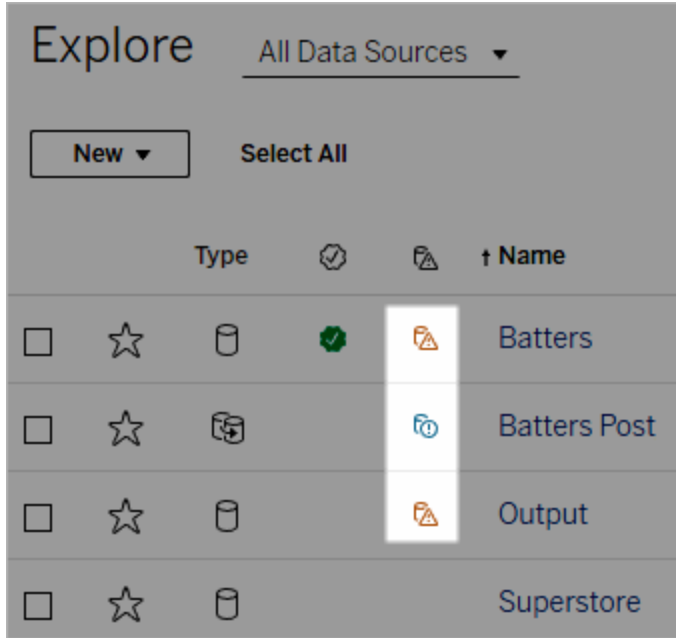 Explore All Data Sources
New Select All
Type Name
Batters
Batters Post
Output
Superstore